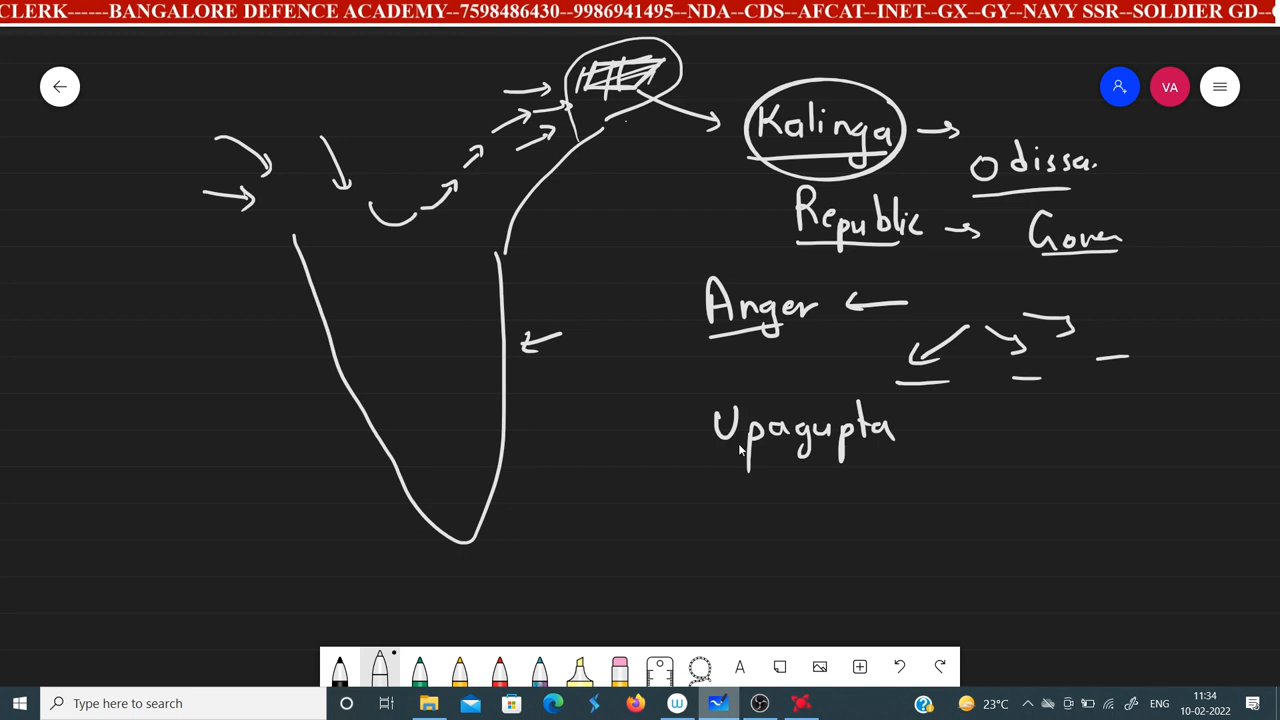 CLERK------BANGALORE DEFENCE ACADEMY--7598486430--9986941495--NDA--CDS--AFCAT--INET--GX--GY--NAVY SSR--SOLDIER GD--
Kalinga →
Odissa.
Republic → Goven
Anger ←
Upagupta
VA
A
Type here to search
23°C
ENG
11:34
10-02-2022